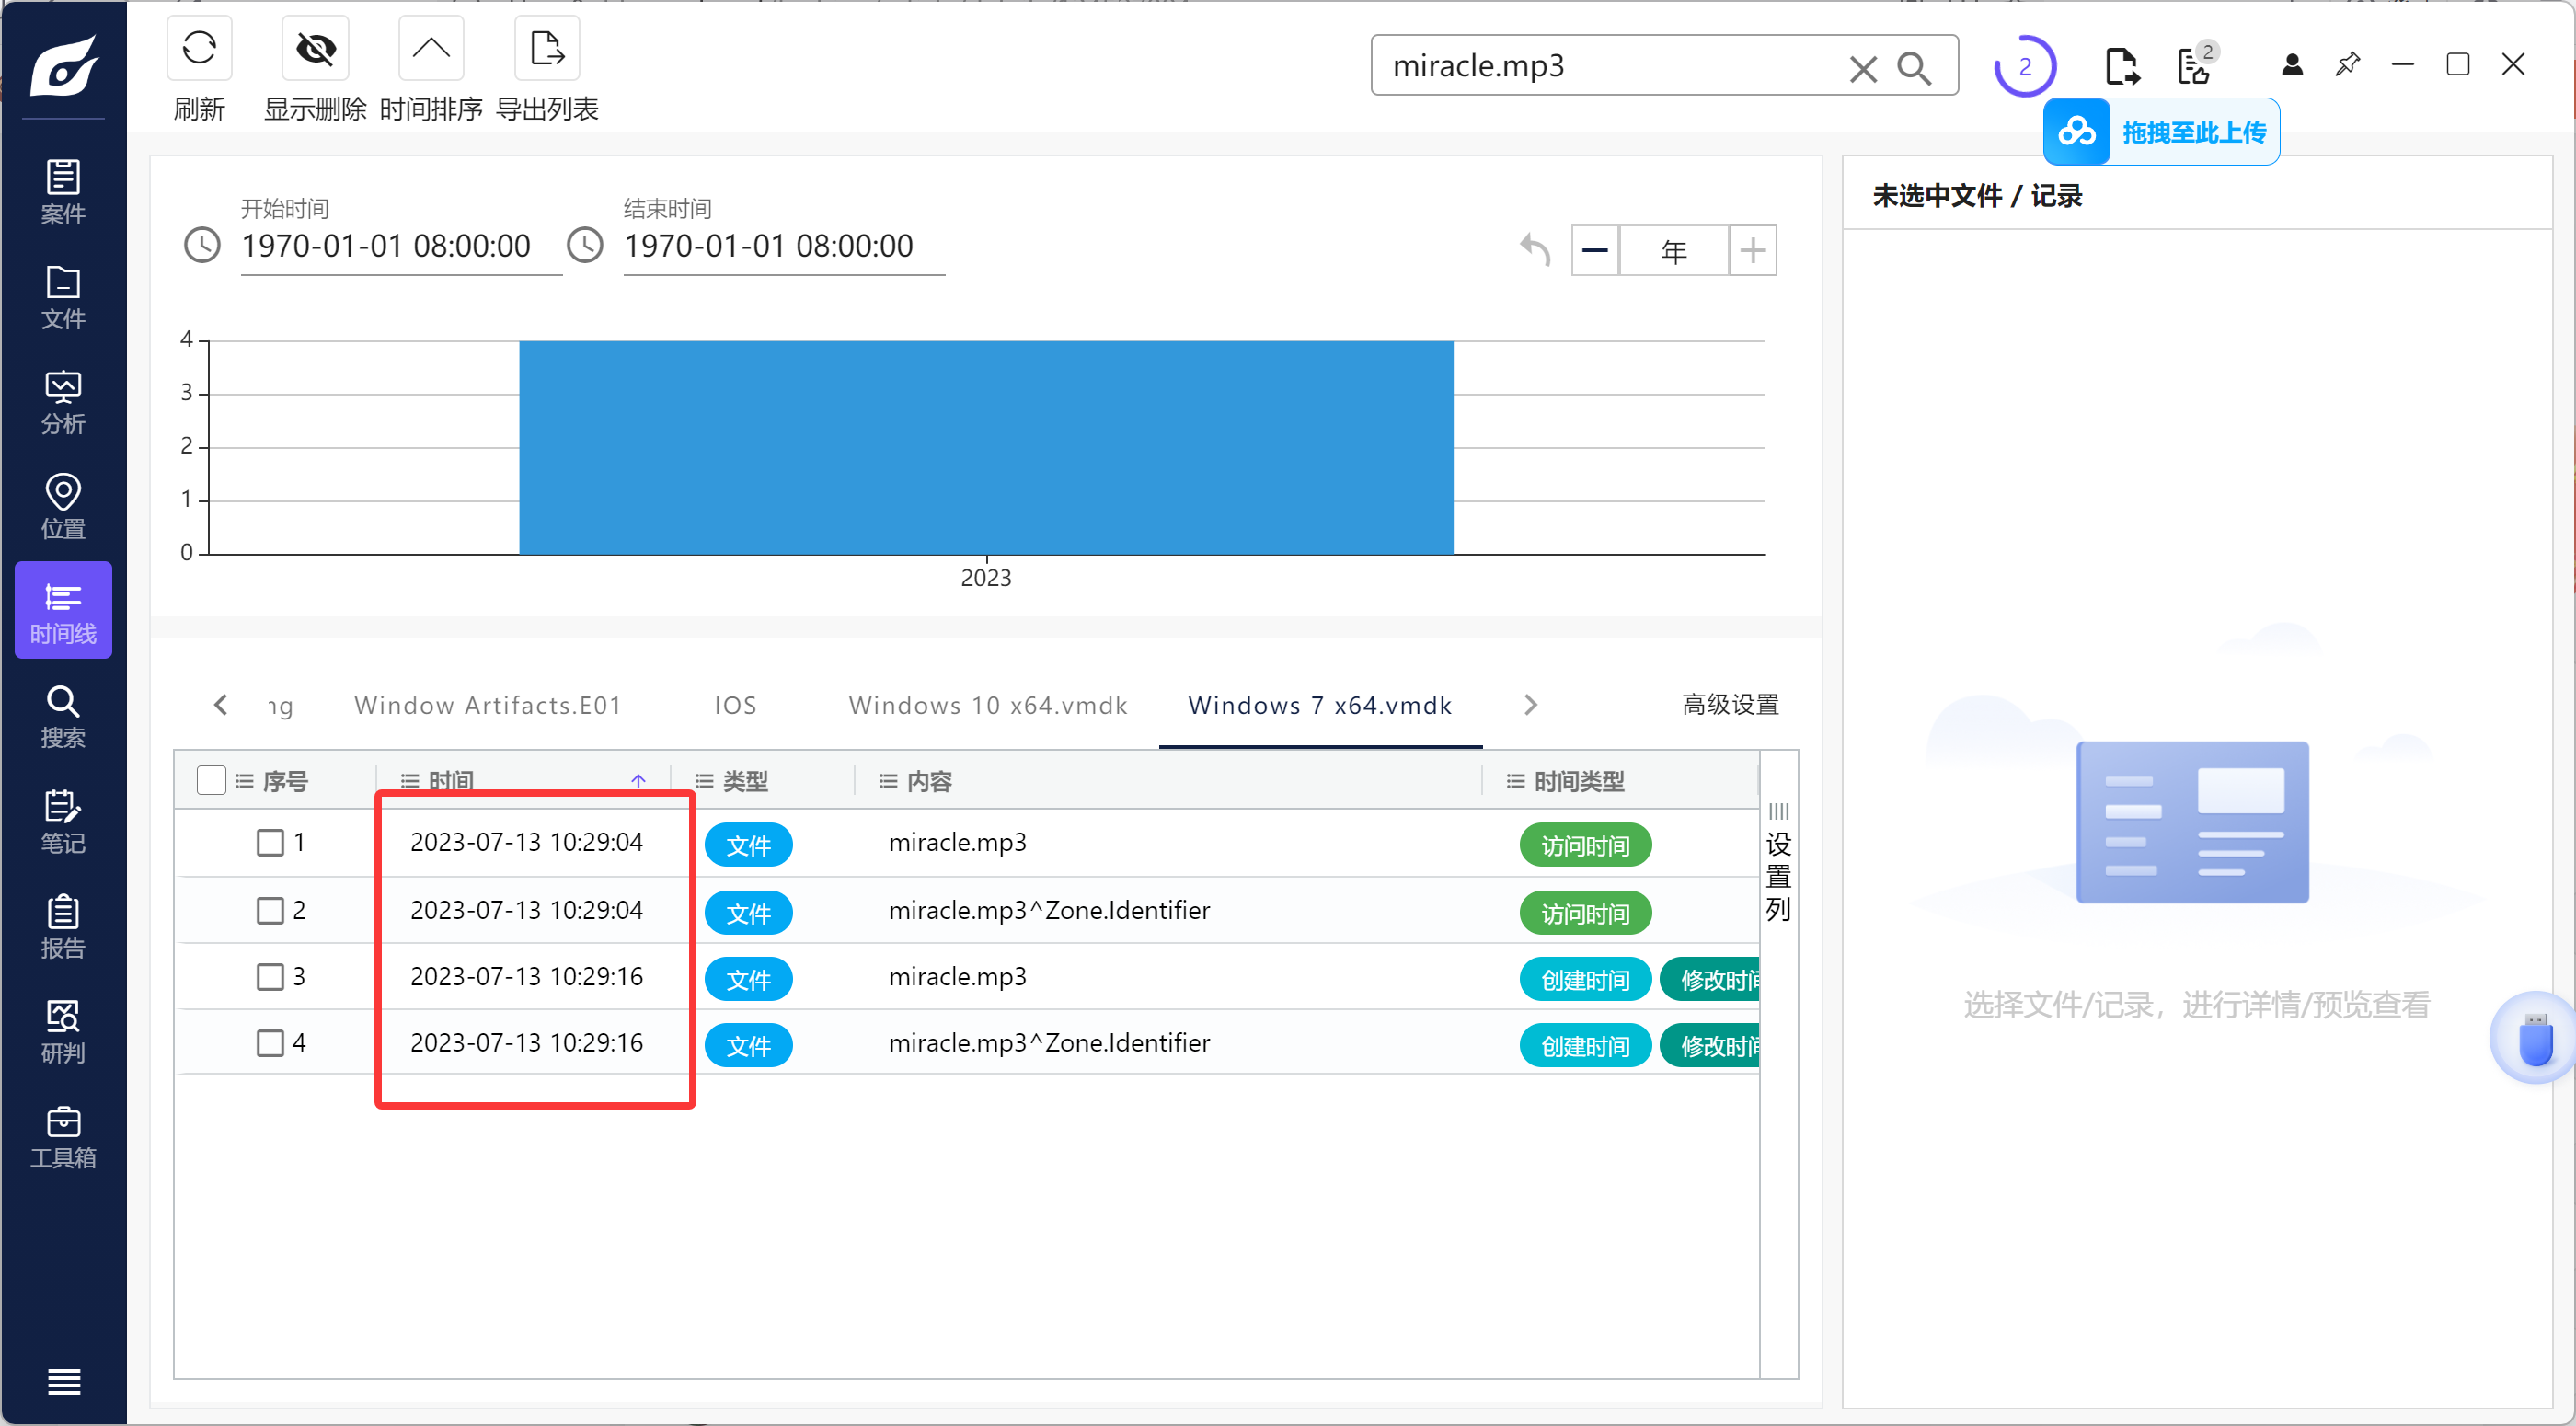 miracle.mp3
2
2
刷新
显示删除
时间排序
导出列表
拖拽至此上传
案件
文件
分析
位置
时间线
搜索
笔记
报告
研判
工具箱
开始时间
1970-01-01 08:00:00
结束时间
1970-01-01 08:00:00
年
4
3
2
1
0
2023
ng
Window Artifacts.E01
IOS
Windows 10 x64.vmdk
Windows 7 x64.vmdk
高级设置
序号 时间 类型 内容 时间类型
1 2023-07-13 10:29:04 文件 miracle.mp3 访问时间
2 2023-07-13 10:29:04 文件 miracle.mp3^Zone.Identifier 访问时间
3 2023-07-13 10:29:16 文件 miracle.mp3 创建时间 修改时间
4 2023-07-13 10:29:16 文件 miracle.mp3^Zone.Identifier 创建时间 修改时间
设置列
未选中文件 / 记录
选择文件/记录，进行详情/预览查看